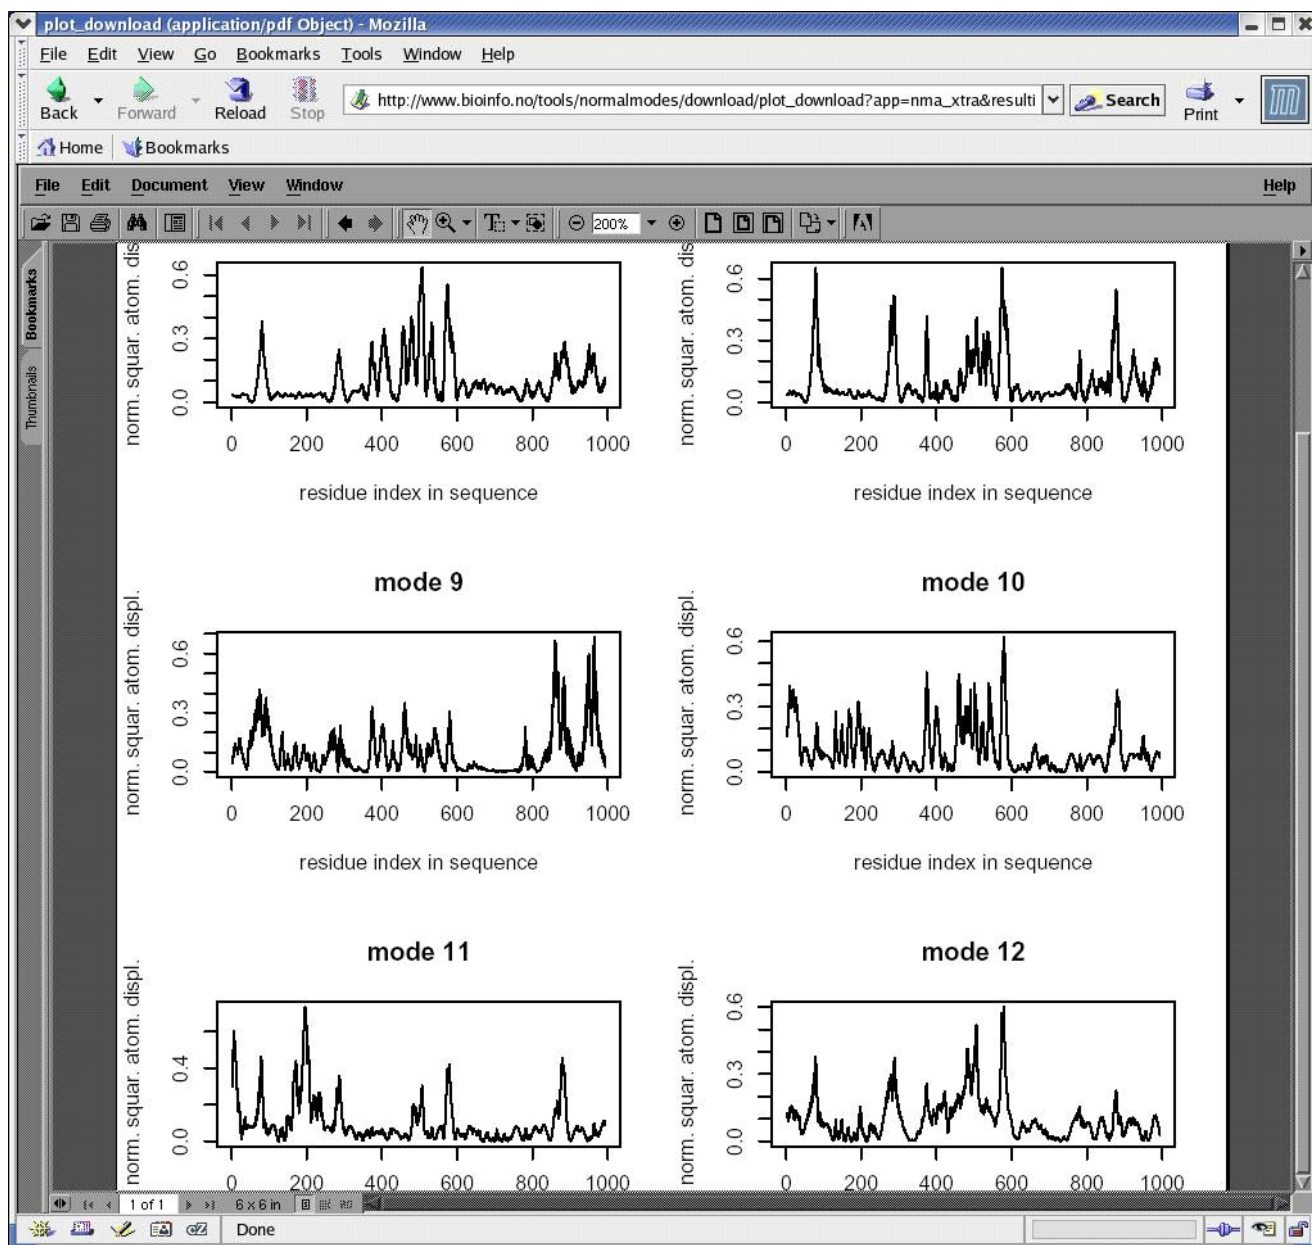 plot_download (application/pdf Object) - Mozilla
File Edit View Go Bookmarks Tools Window Help
Back Forward Reload Stop http://www.bioinfo.no/tools/normalmodes/download/plot_download?app=nma_xtra&resulti Search Print
Home Bookmarks
File Edit Document View Window Help
200%
Bookmarks
Thumbnails
norm. squar. atom. dis
0.0 0.3 0.6
0 200 400 600 800 1000
residue index in sequence
norm. squar. atom. dis
0.0 0.3 0.6
0 200 400 600 800 1000
residue index in sequence
mode 9
norm. squar. atom. displ.
0.0 0.3 0.6
0 200 400 600 800 1000
residue index in sequence
mode 10
norm. squar. atom. displ.
0.0 0.3 0.6
0 200 400 600 800 1000
residue index in sequence
mode 11
norm. squar. atom. displ.
0.0 0.4
0 200 400 600 800 1000
mode 12
norm. squar. atom. displ.
0.0 0.3 0.6
0 200 400 600 800 1000
1 of 1 6 x 6 in
Done